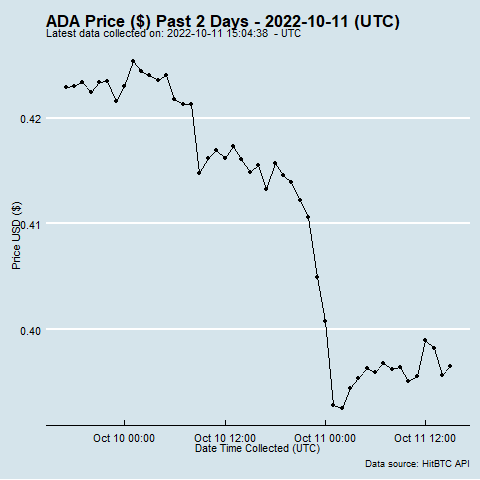 ADA Price ($) Past 2 Days - 2022-10-11 (UTC)
Latest data collected on: 2022-10-11 15:04:38  - UTC
0.42
0.41
0.40
Price USD ($)
Oct 10 00:00 Oct 10 12:00 Oct 11 00:00 Oct 11 12:00
Date Time Collected (UTC)
Data source: HitBTC API